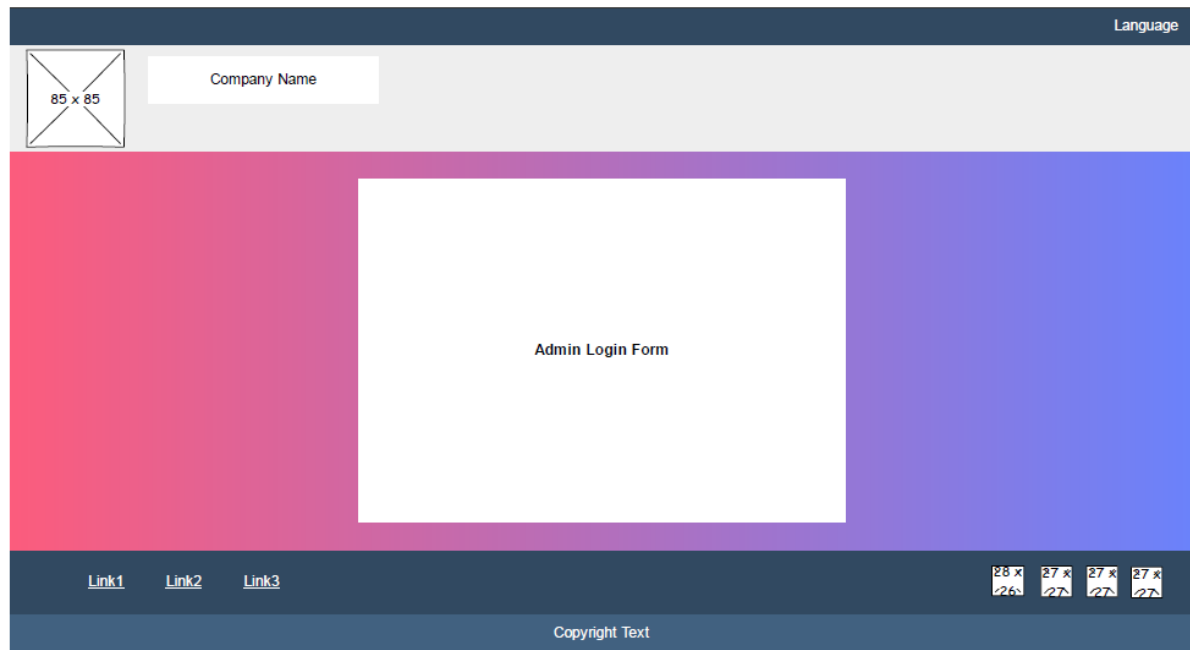 Language
Company Name
85 x 85
Admin Login Form
Link1 Link2 Link3
28 x 27 x 27 x 27 x
26 27 27 27
Copyright Text